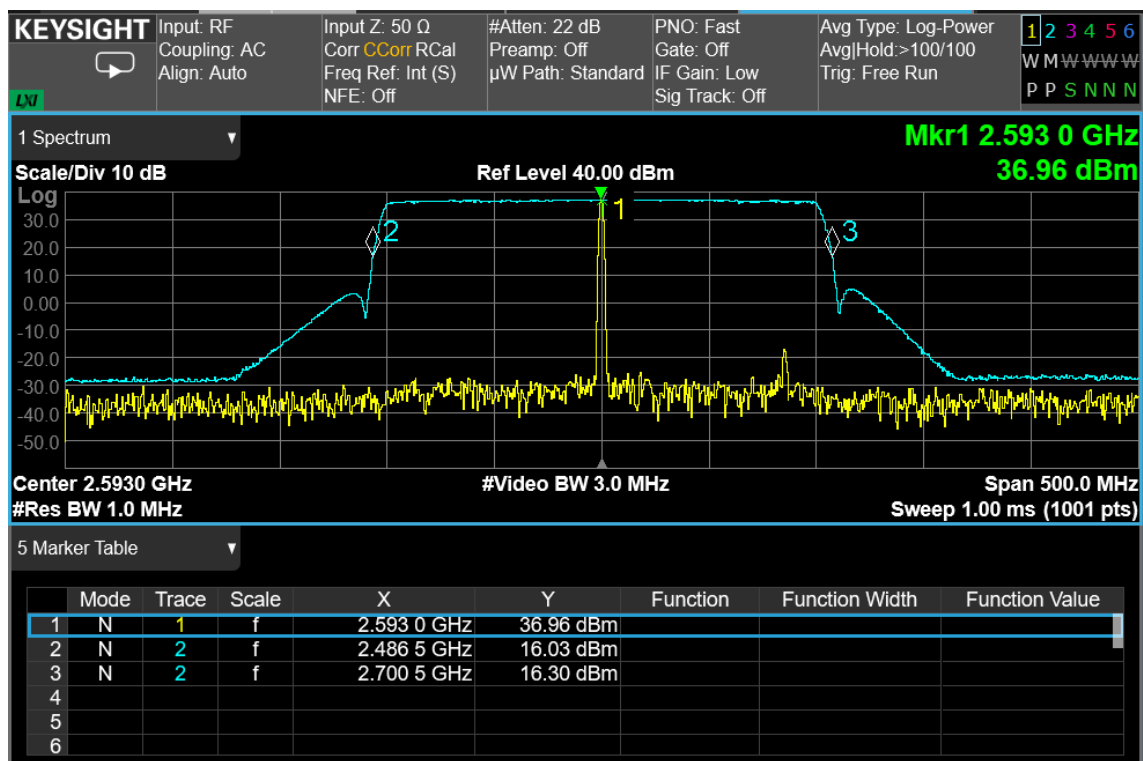 KEYSIGHT
LXI
Input: RF
Coupling: AC
Align: Auto
Input Z: 50 Ω
Corr CCorr RCal
Freq Ref: Int (S)
NFE: Off
#Atten: 22 dB
Preamp: Off
µW Path: Standard
PNO: Fast
Gate: Off
IF Gain: Low
Sig Track: Off
Avg Type: Log-Power
Avg|Hold:>100/100
Trig: Free Run
1 2 3 4 5 6
W M W W W W
P P S N N N
1 Spectrum
Mkr1 2.593 0 GHz
36.96 dBm
Scale/Div 10 dB
Ref Level 40.00 dBm
Log
30.0
20.0
10.0
0.00
-10.0
-20.0
-30.0
-40.0
-50.0
1
2
3
Center 2.5930 GHz
#Video BW 3.0 MHz
Span 500.0 MHz
#Res BW 1.0 MHz
Sweep 1.00 ms (1001 pts)
5 Marker Table
Mode Trace Scale X Y Function Function Width Function Value
1 N 1 f 2.593 0 GHz 36.96 dBm
2 N 2 f 2.486 5 GHz 16.03 dBm
3 N 2 f 2.700 5 GHz 16.30 dBm
4
5
6